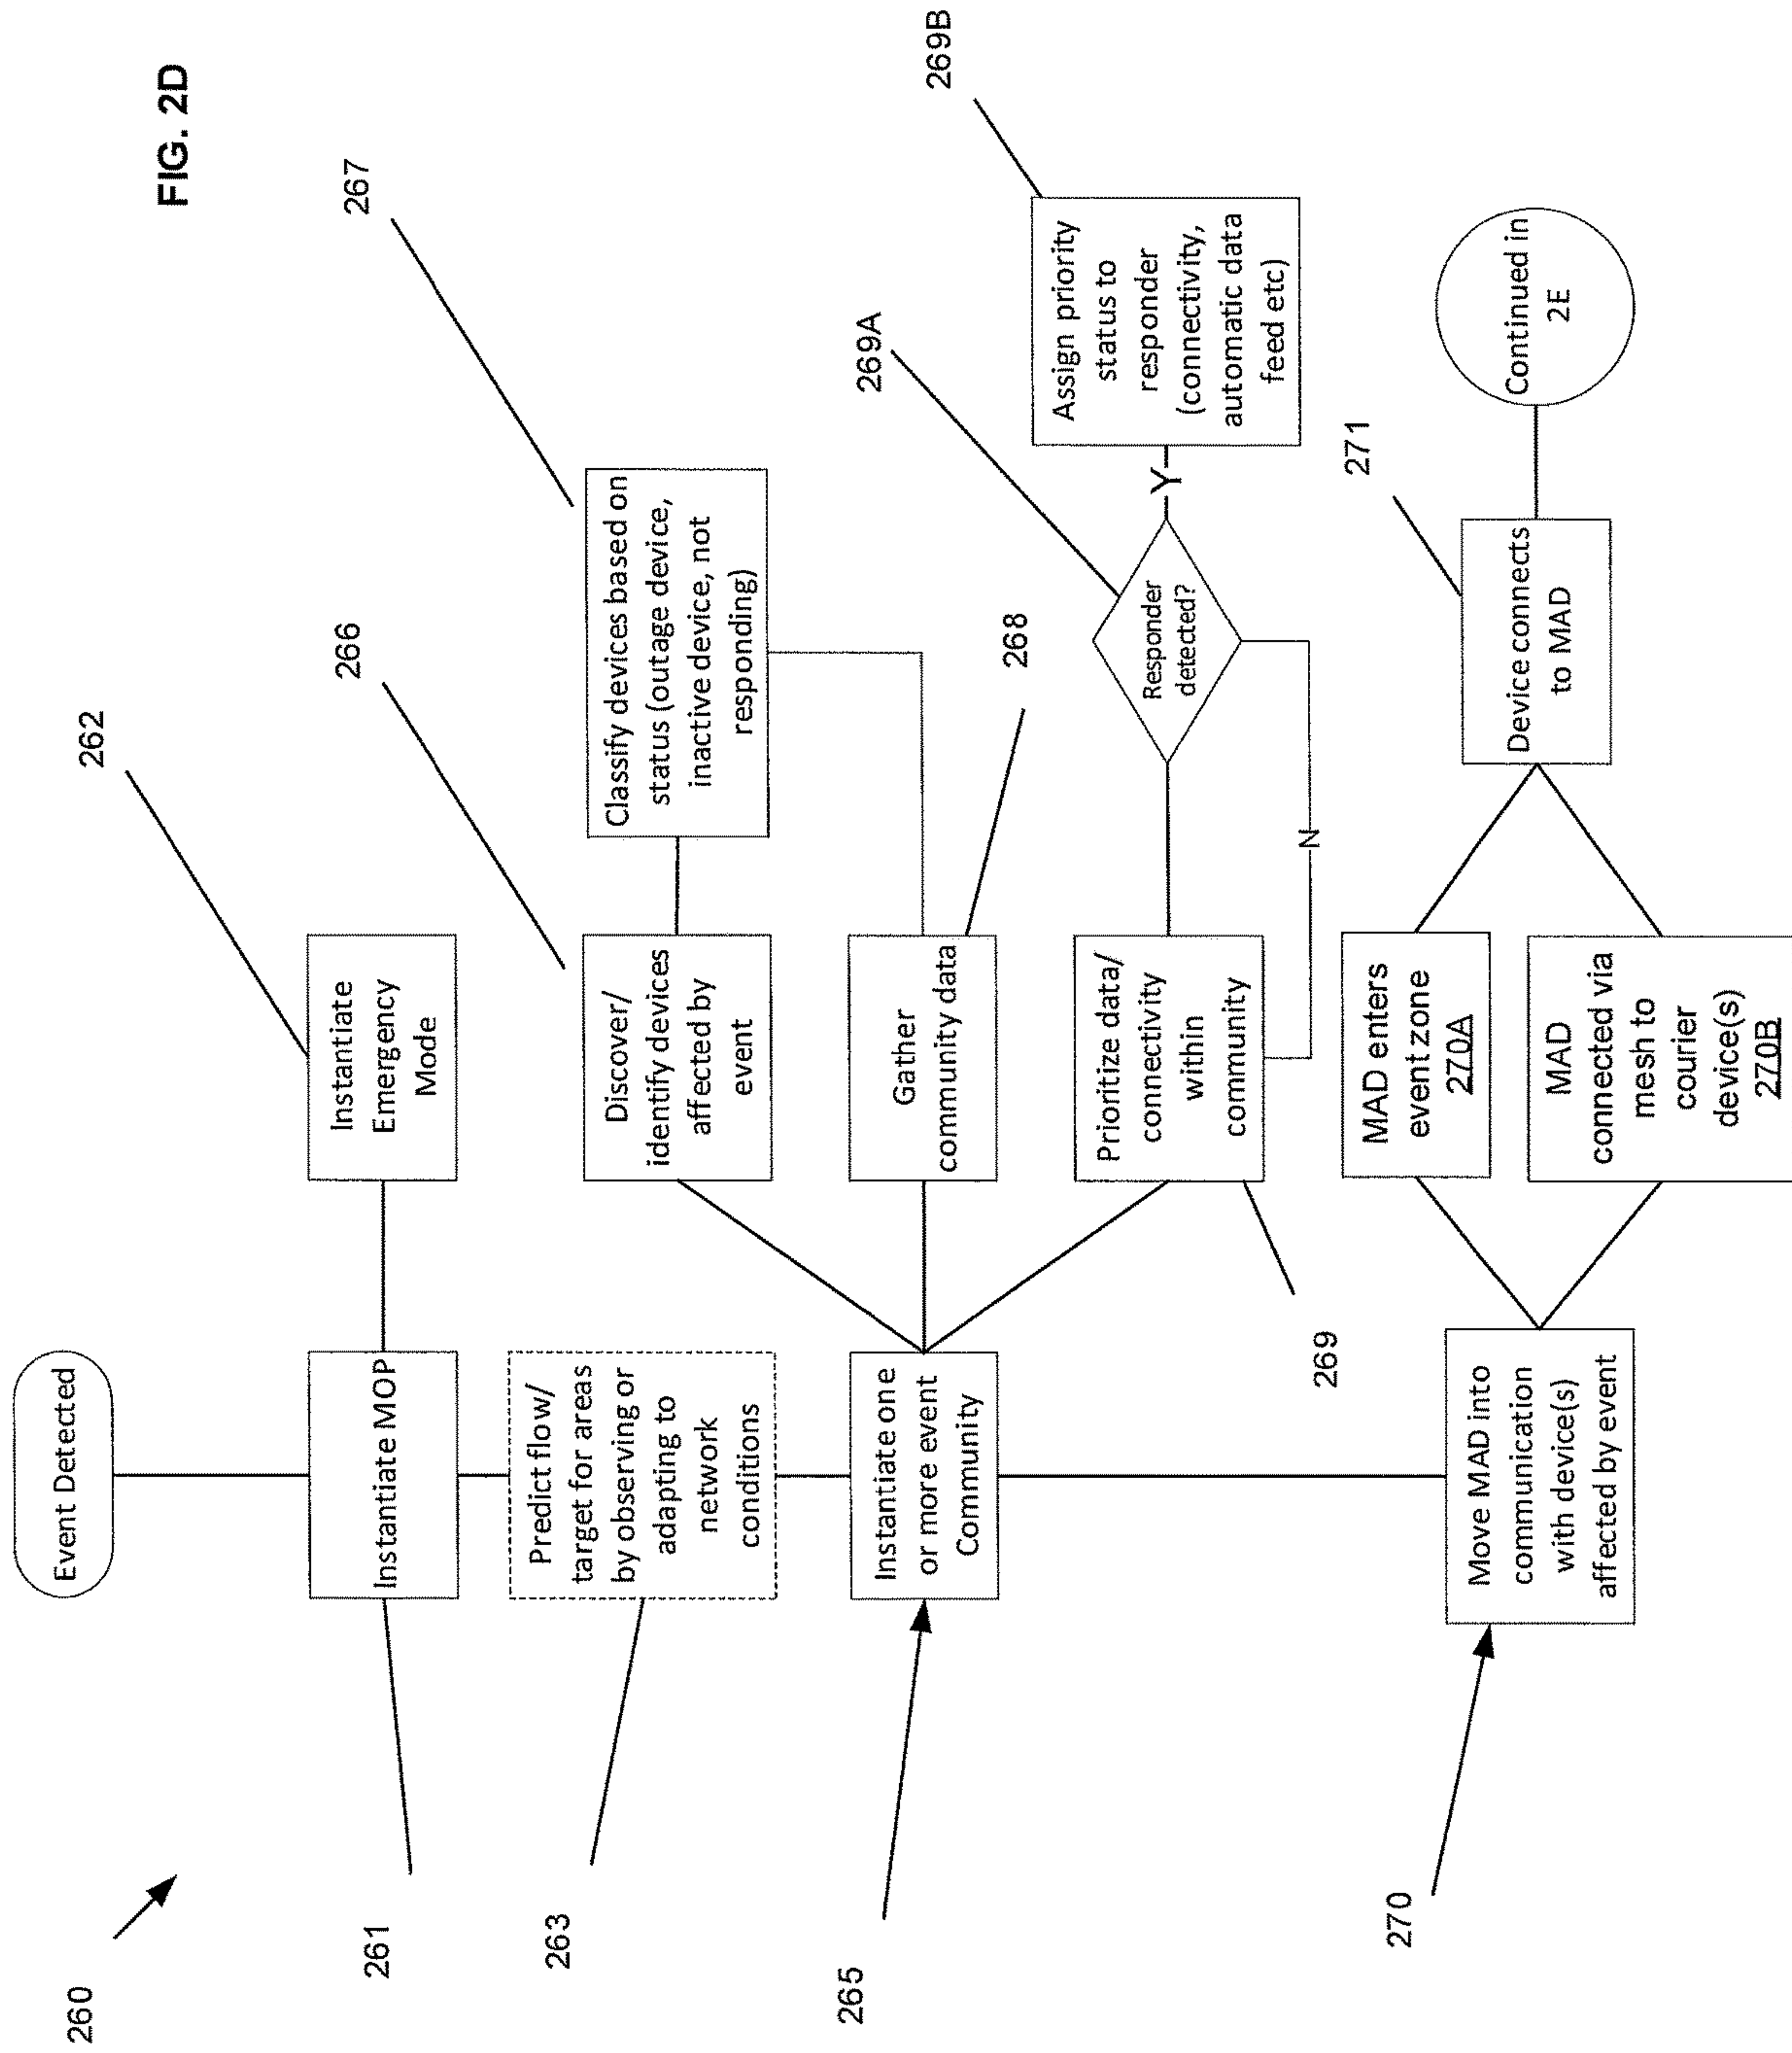 FIG. 2D
260
Event Detected
261
Instantiate MOP
262
Instantiate
Emergency
Mode
263
Predict flow/
target for areas
by observing or
adapting to
network
conditions
265
Instantiate one
or more event
Community
266
Discover/
identify devices
affected by
event
267
Classify devices based on
status (outage device,
inactive device, not
responding)
268
Gather
community data
269
Prioritize data/
connectivity
within
community
269A
Responder
detected?
Y
N
269B
Assign priority
status to
responder
(connectivity,
automatic data
feed etc)
270
Move MAD into
communication
with device(s)
affected by event
MAD enters
event zone
270A
MAD
connected via
mesh to
courier
device(s)
270B
271
Device connects
to MAD
Continued in
2E